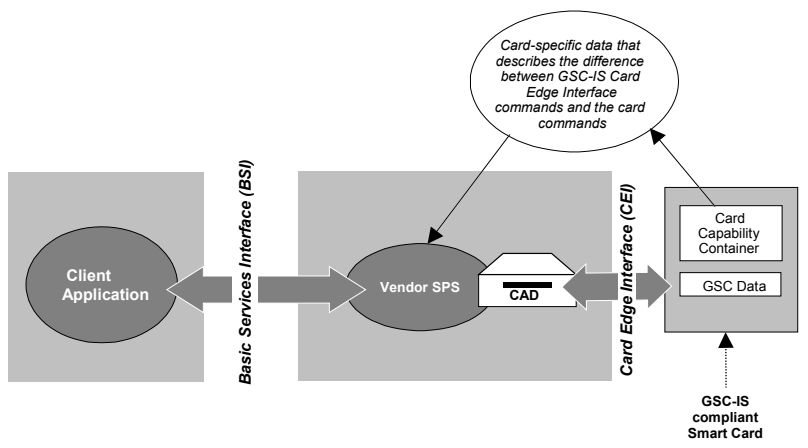 Card-specific data that
describes the difference
between GSC-IS Card
Edge Interface
commands and the card
commands
Basic Services Interface (BSI)
Card Edge Interface (CEI)
Client
Application
Vendor SPS
CAD
Card
Capability
Container
GSC Data
GSC-IS
compliant
Smart Card